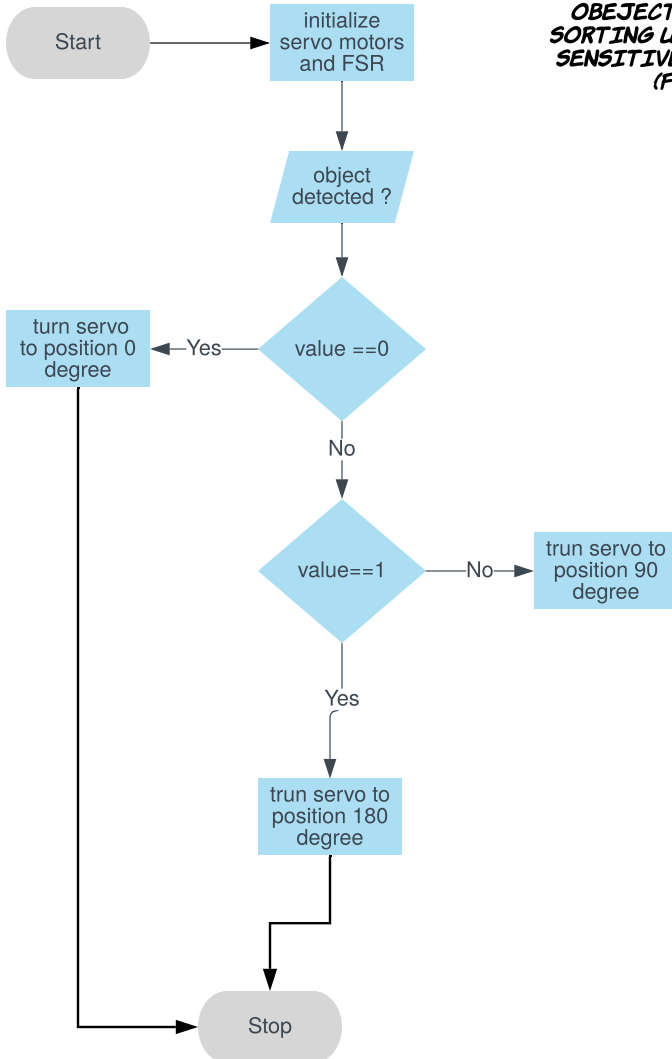 Start
initialize
servo motors
and FSR
OBEJECT
SORTING
SENSITIVE
object
detected ?
turn servo
to position 0
degree
Yes
value ==0
No
value==1
No
trun servo to
position 90
degree
Yes
trun servo to
position 180
degree
Stop